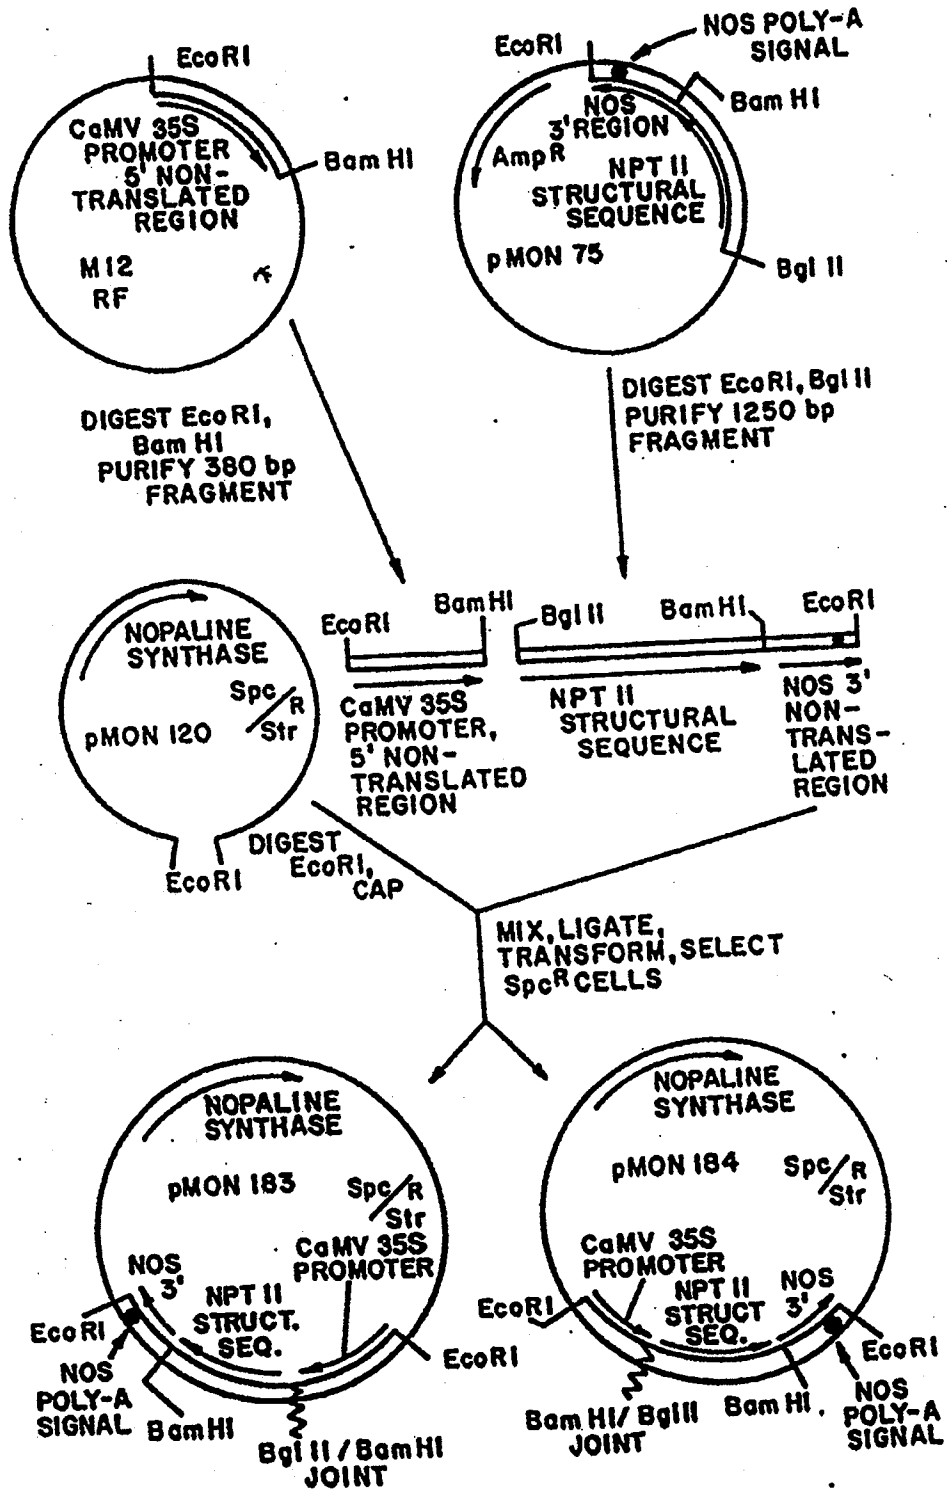 EcoRI
CaMV 35S
PROMOTER
5' NON-
TRANSLATED
REGION
Bam HI
M12
RF
EcoRI
NOS POLY-A
SIGNAL
Bam HI
NOS
3' REGION
Amp R
NPT II
STRUCTURAL
SEQUENCE
pMON 75
Bgl II
DIGEST EcoRI,
Bam HI
PURIFY 380 bp
FRAGMENT
DIGEST EcoRI, Bgl II
PURIFY 1250 bp
FRAGMENT
NOPALINE
SYNTHASE
Spc/R
Str
pMON 120
EcoRI
EcoRI
BamHI
CaMV 35S
PROMOTER,
5' NON-
TRANSLATED
REGION
Bgl II
BamHI
EcoRI
NPT II
STRUCTURAL
SEQUENCE
NOS 3'
NON-
TRANS-
LATED
REGION
DIGEST
EcoRI,
CAP
MIX, LIGATE,
TRANSFORM, SELECT
SpcR CELLS
NOPALINE
SYNTHASE
pMON 183
Spc/R
Str
CaMV 35S
PROMOTER
NOS
3'
NPT II
STRUCT.
SEQ.
EcoRI
EcoRI
NOS
POLY-A
SIGNAL
BamHI
Bgl II / BamHI
JOINT
NOPALINE
SYNTHASE
pMON 184
Spc/R
Str
CaMV 35S
PROMOTER
NPT II
STRUCT
SEQ.
NOS
3'
EcoRI
EcoRI
Bam HI/ Bgl II
JOINT
Bam HI
NOS
POLY-A
SIGNAL